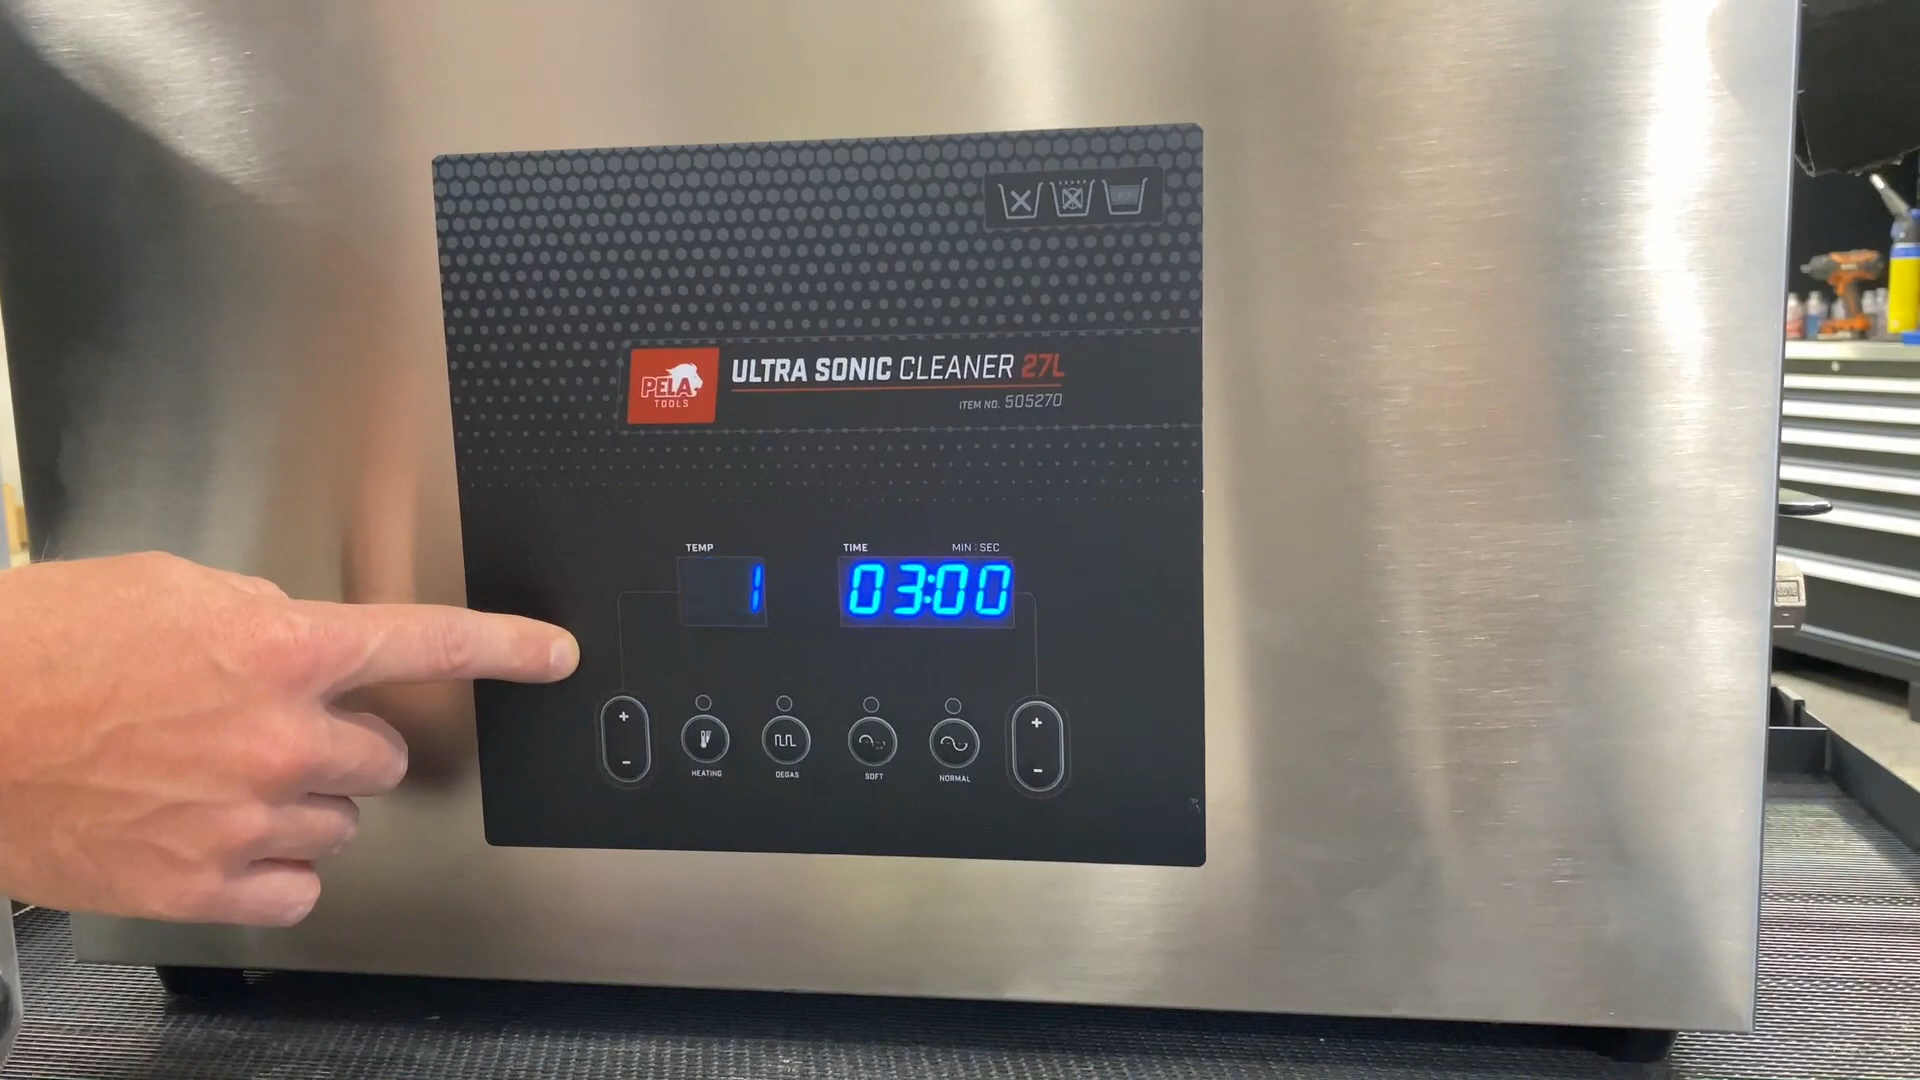 PELA
TOOLS
ULTRA SONIC CLEANER 27L
ITEM NO. 505270
TEMP
TIME MIN : SEC
1
03:00
+
-
HEATING
DEGAS
SOFT
NORMAL
+
-